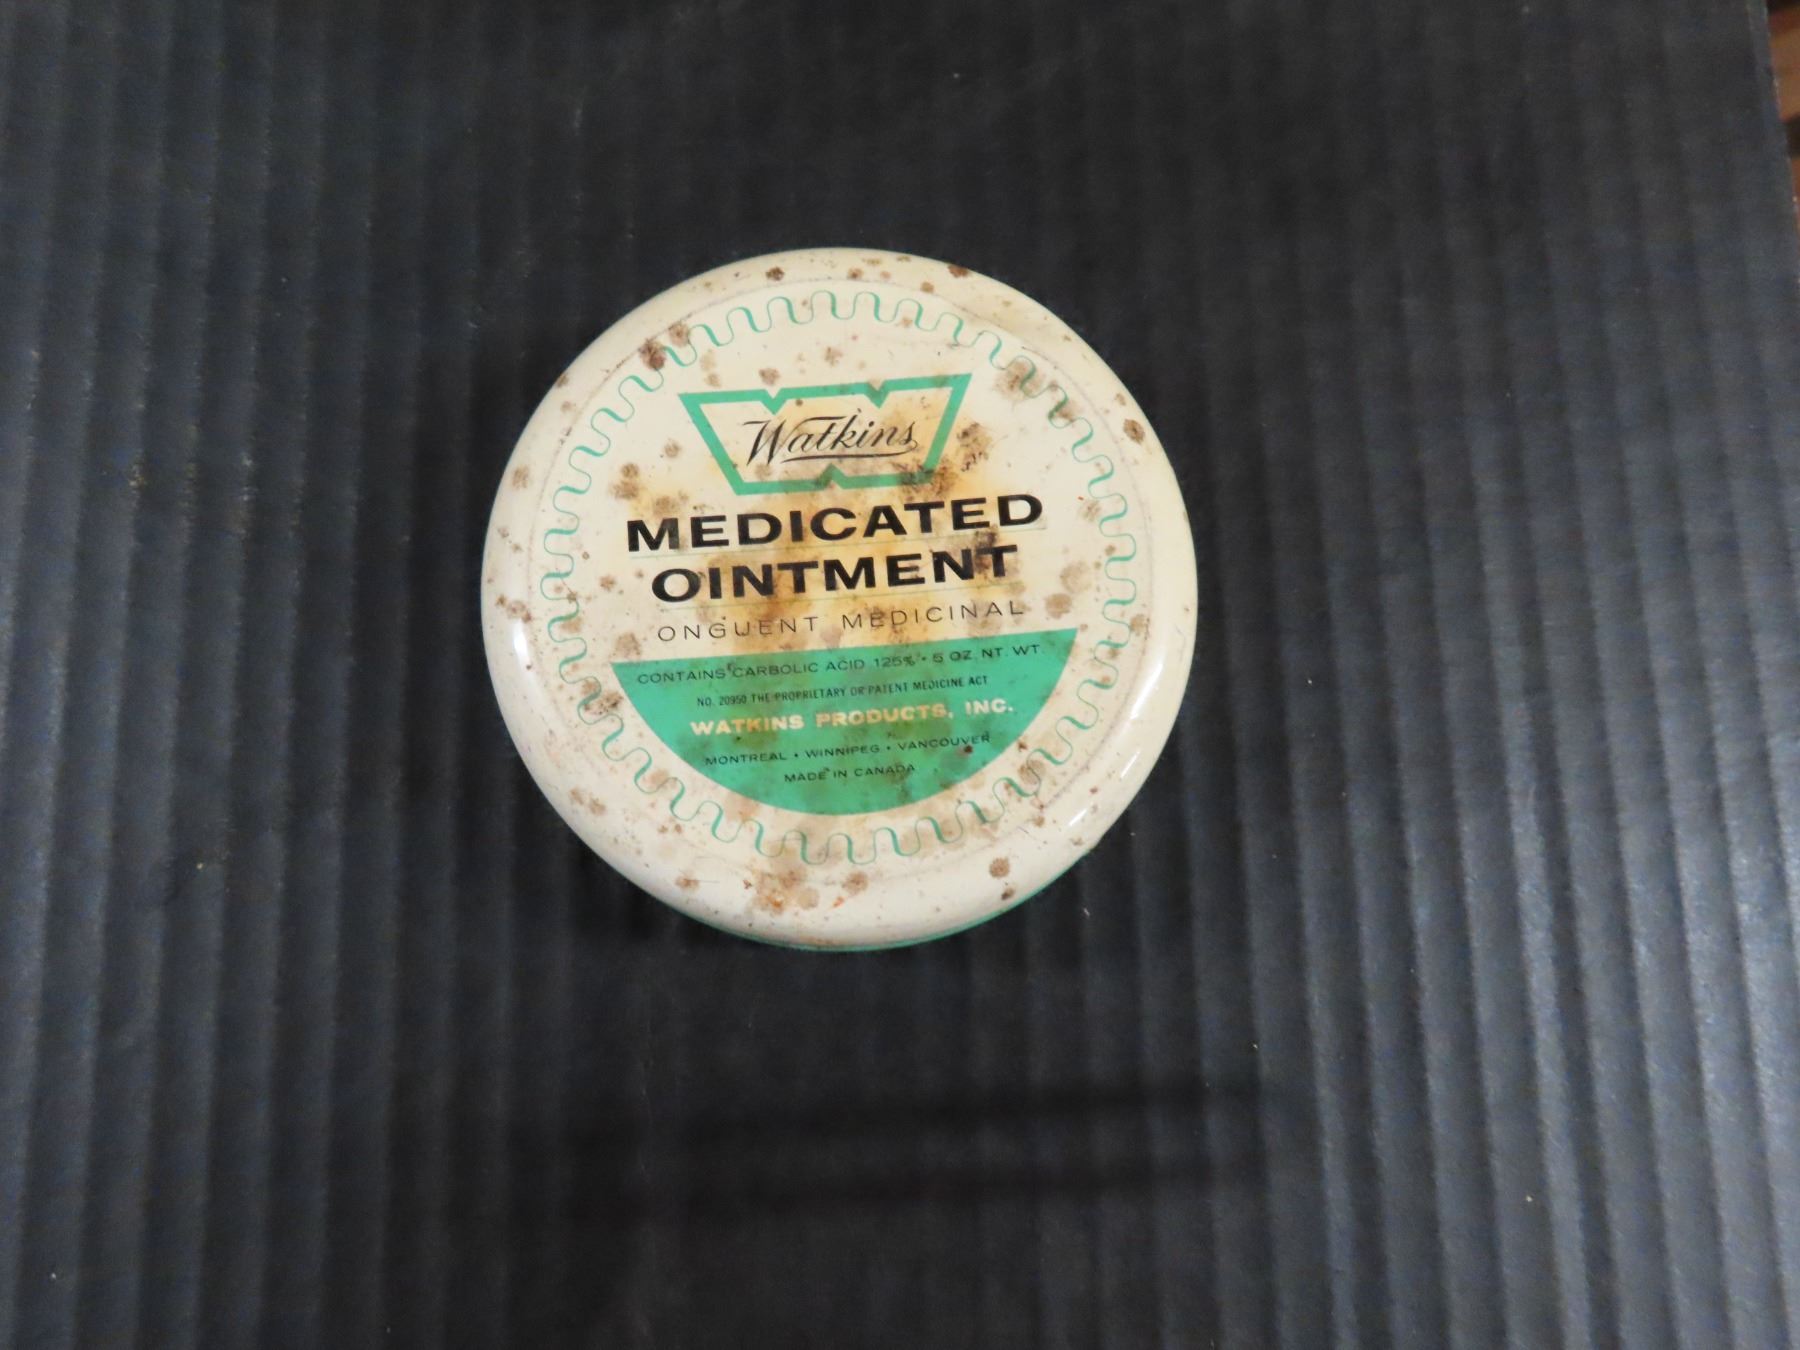 Watkins
MEDICATED
OINTMENT
ONGUENT MEDICINAL
CONTAINS CARBOLIC ACID 125% • 5 OZ. NT. WT.
NO. 20950 THE PROPRIETARY OR PATENT MEDICINE ACT
WATKINS PRODUCTS, INC.
MONTREAL • WINNIPEG • VANCOUVER
MADE IN CANADA